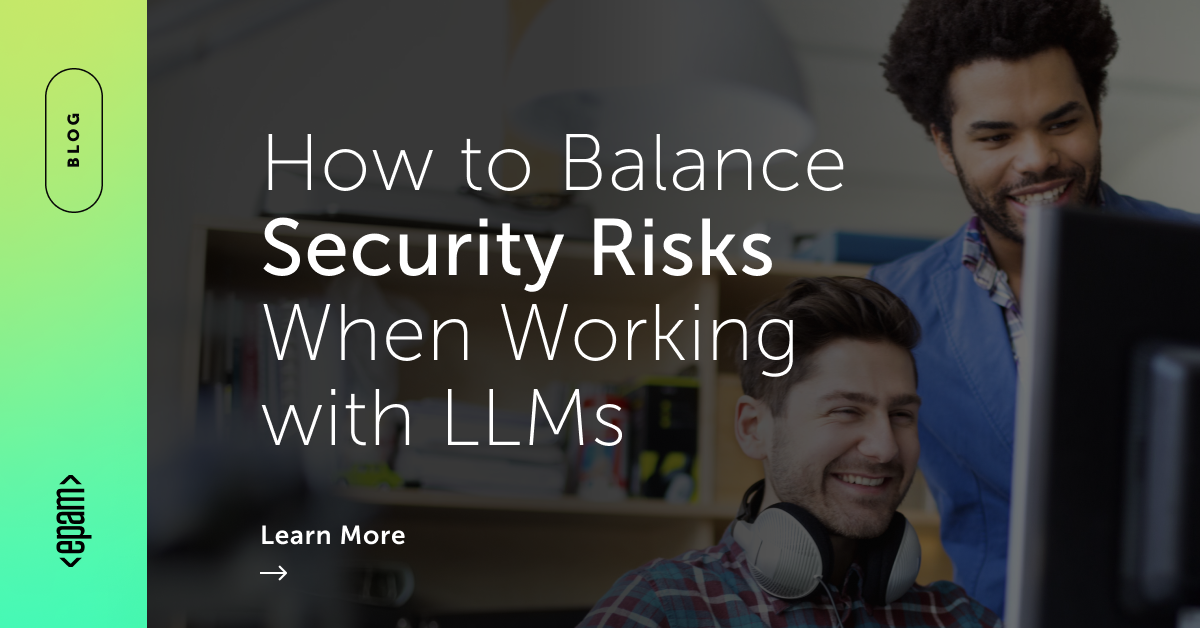 BLOG
How to Balance
Security Risks
When Working
with LLMs
Learn More
<epam>